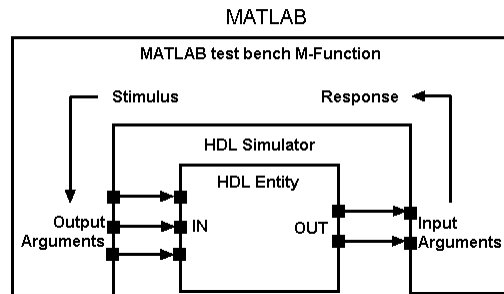 MATLAB
MATLAB test bench M-Function
Stimulus
Response
HDL Simulator
HDL Entity
Output
Arguments
IN
OUT
Input
Arguments